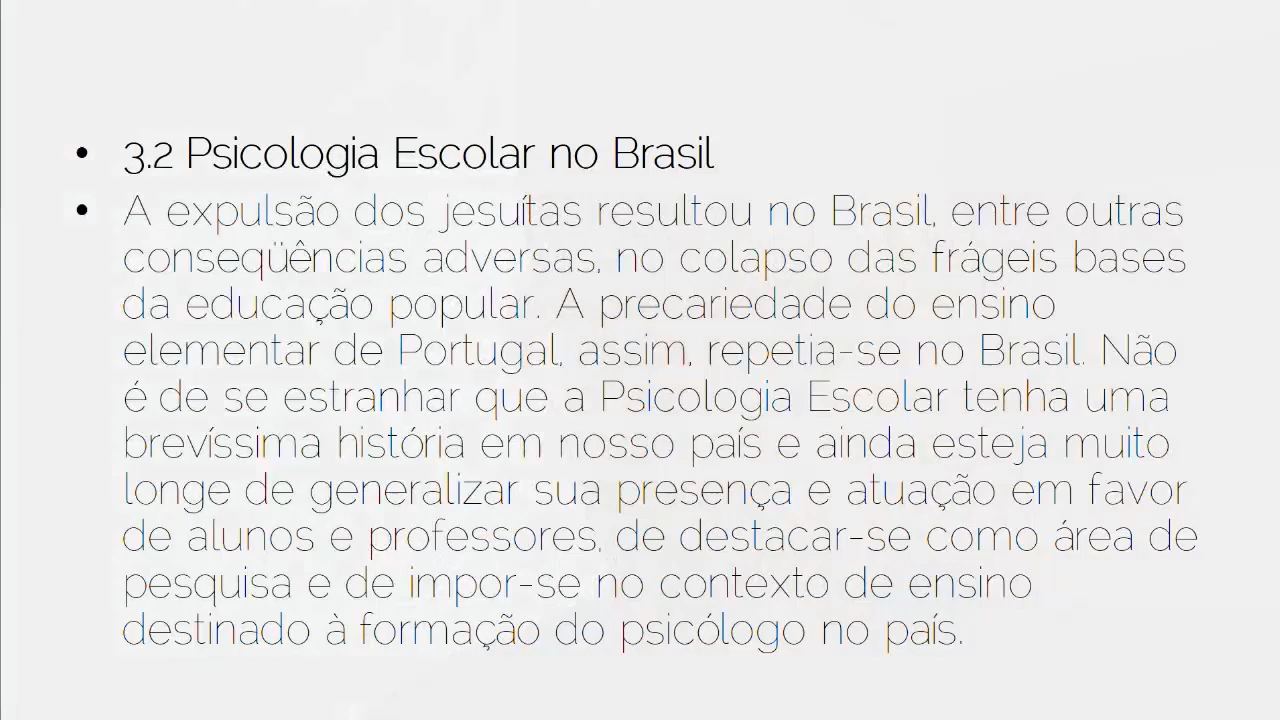 • 3.2 Psicologia Escolar no Brasil
• A expulsão dos jesuítas resultou no Brasil, entre outras
conseqüências adversas, no colapso das frágeis bases
da educação popular. A precariedade do ensino
elementar de Portugal, assim, repetia-se no Brasil. Não
é de se estranhar que a Psicologia Escolar tenha uma
brevíssima história em nosso país e ainda esteja muito
longe de generalizar sua presença e atuação em favor
de alunos e professores, de destacar-se como área de
pesquisa e de impor-se no contexto de ensino
destinado à formação do psicólogo no país.